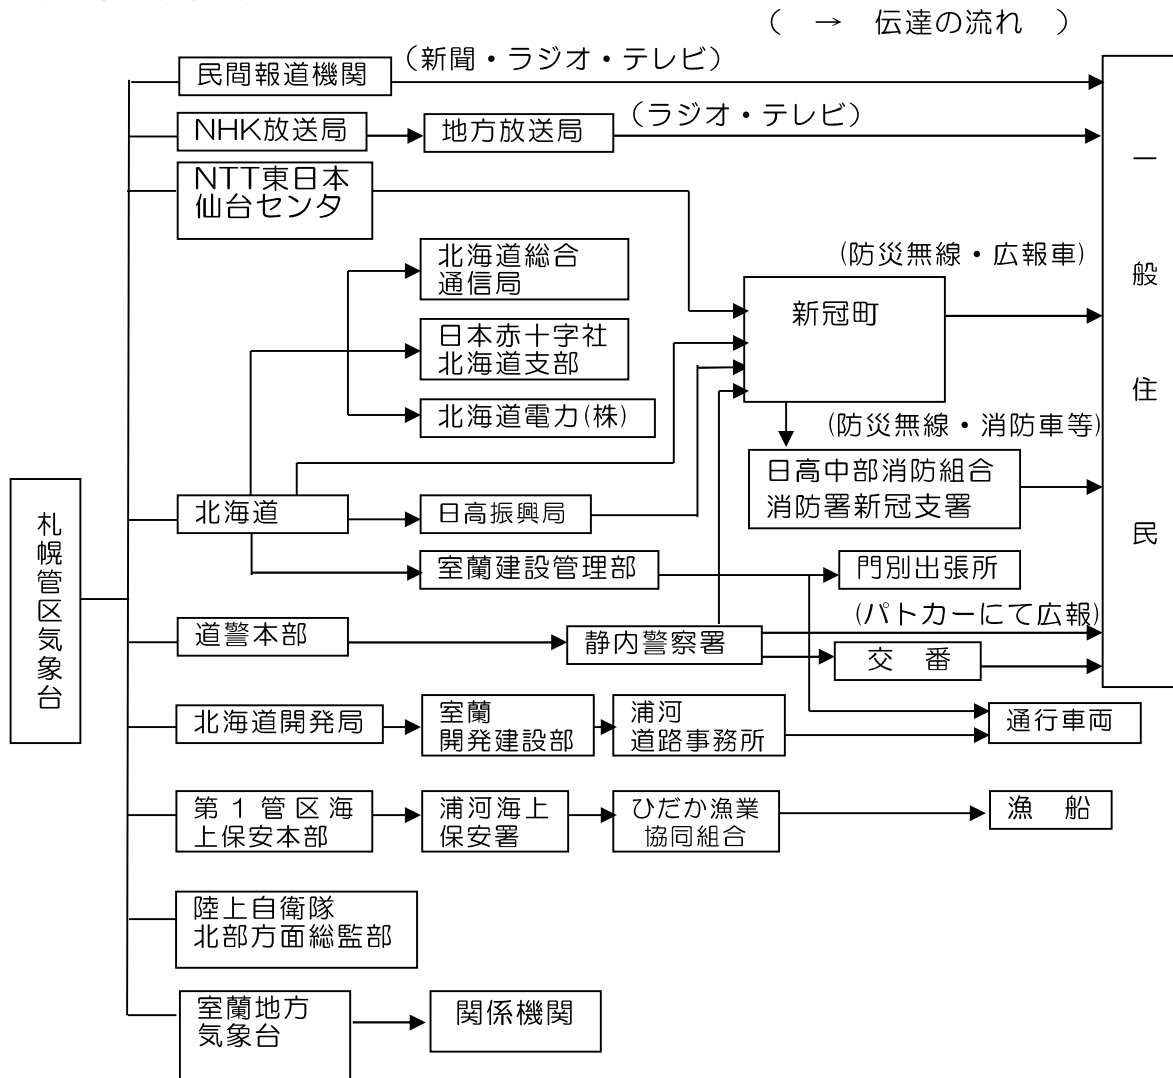 （　→　伝達の流れ　）
民間報道機関
（新聞・ラジオ・テレビ）
NHK放送局
地方放送局
（ラジオ・テレビ）
NTT東日本
仙台センタ
北海道総合
通信局
(防災無線・広報車)
日本赤十字社
北海道支部
新冠町
北海道電力(株)
(防災無線・消防車等)
日高中部消防組合
消防署新冠支署
一般住民
札幌管区気象台
北海道
日高振興局
室蘭建設管理部
門別出張所
道警本部
静内警察署
(パトカーにて広報)
交　番
北海道開発局
室蘭
開発建設部
浦河
道路事務所
通行車両
第１管区海
上保安本部
浦河海上
保安署
ひだか漁業
協同組合
漁　船
陸上自衛隊
北部方面総監部
室蘭地方
気象台
関係機関